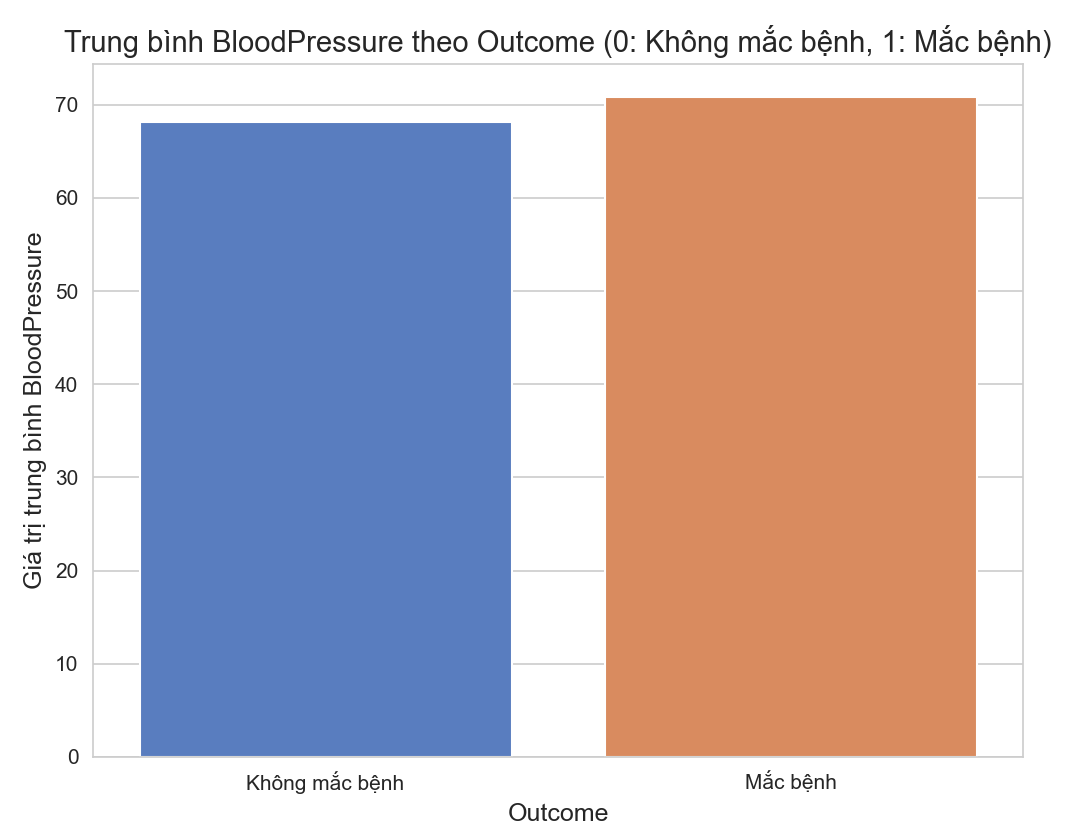 Trung bình BloodPressure theo Outcome (0: Không mắc bệnh, 1: Mắc bệnh)
Giá trị trung bình BloodPressure
70
60
50
40
30
20
10
0
Không mắc bệnh
Mắc bệnh
Outcome